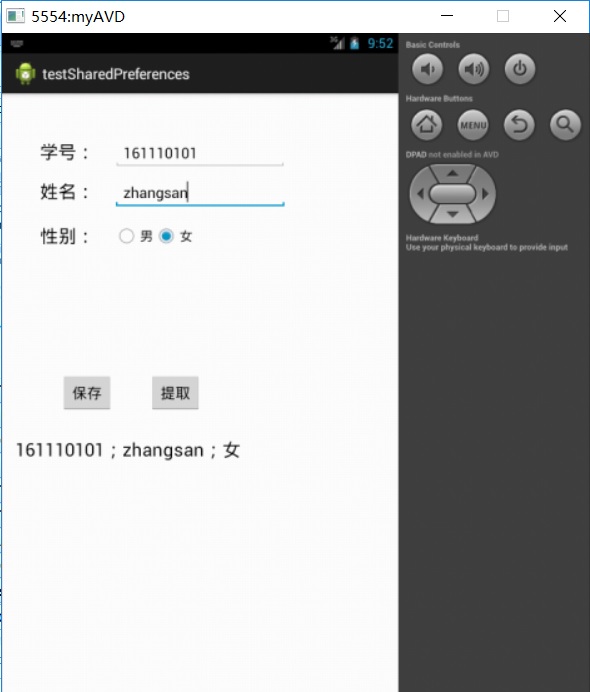 5554:myAVD
3G 9:52
testSharedPreferences
学号： 161110101
姓名： zhangsan
性别： 男 女
保存 提取
161110101；zhangsan；女
Basic Controls
Hardware Buttons
MENU
DPAD not enabled in AVD
Hardware Keyboard
Use your physical keyboard to provide input